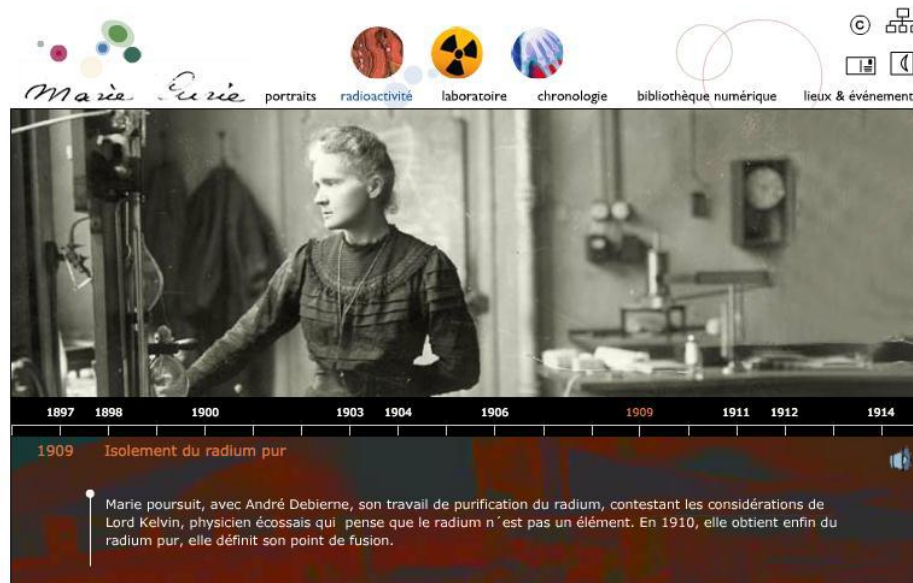 ©
Marie Curie portraits radioactivité laboratoire chronologie bibliothèque numérique lieux & événement
1897 1898 1900 1903 1904 1906 1909 1911 1912 1914
1909 Isolement du radium pur
Marie poursuit, avec André Debierne, son travail de purification du radium, contestant les considérations de
Lord Kelvin, physicien écossais qui pense que le radium n´est pas un élément. En 1910, elle obtient enfin du
radium pur, elle définit son point de fusion.